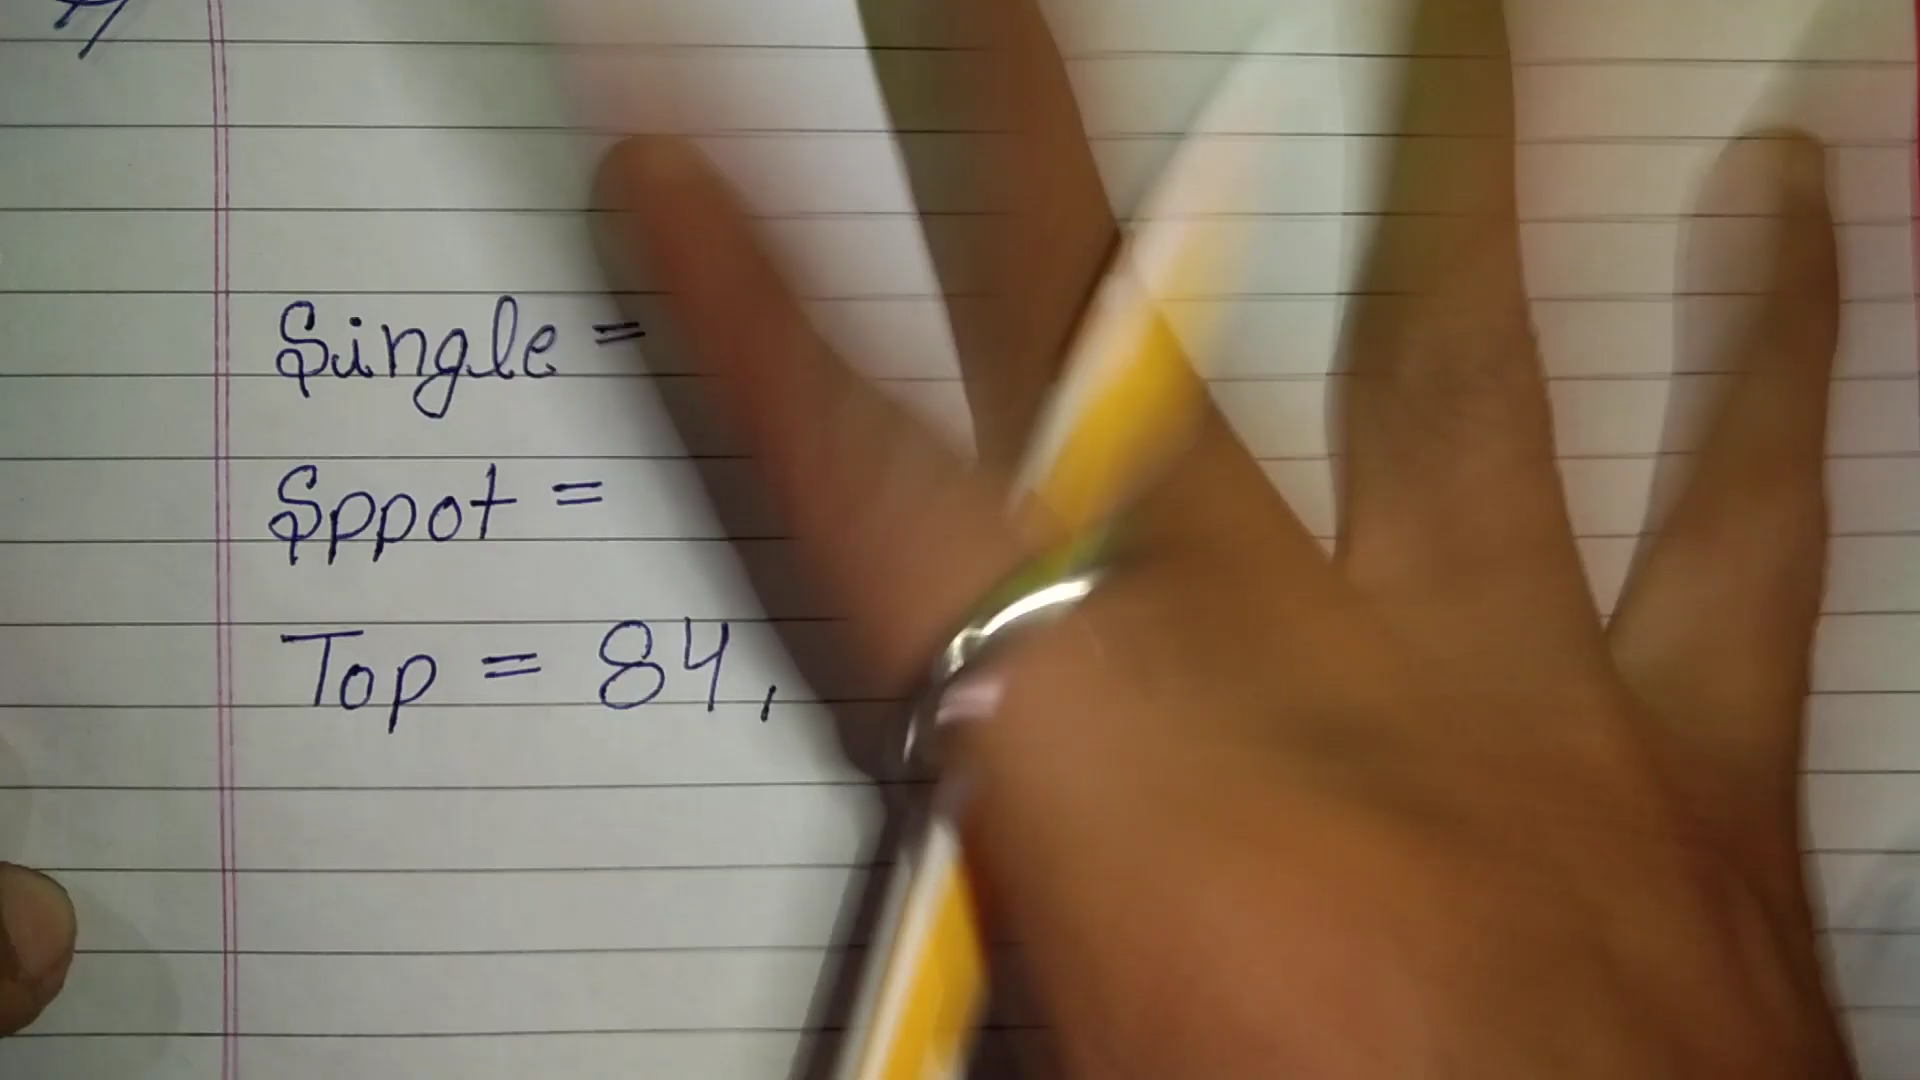 Single =
Sppot =
Top = 84,